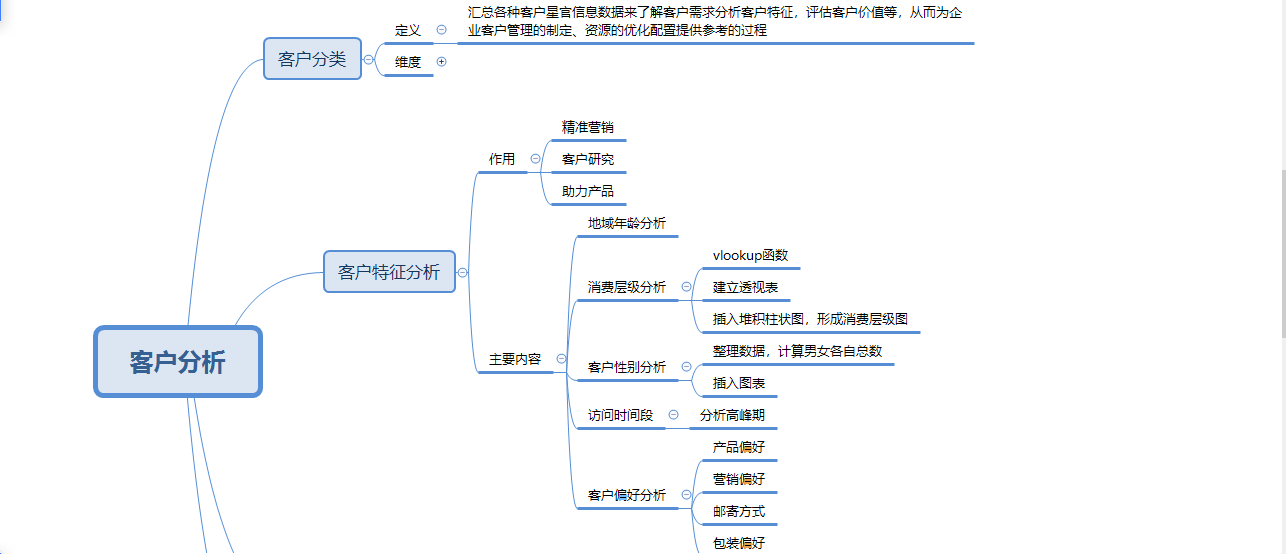 汇总各种客户星官信息数据来了解客户需求分析客户特征，评估客户价值等，从而为企
业客户管理的制定、资源的优化配置提供参考的过程
定义
客户分类
维度
精准营销
作用
客户研究
助力产品
地域年龄分析
vlookup函数
客户特征分析
消费层级分析
建立透视表
插入堆积柱状图，形成消费层级图
整理数据，计算男女各自总数
客户分析
主要内容
客户性别分析
插入图表
访问时间段
分析高峰期
产品偏好
营销偏好
客户偏好分析
邮寄方式
包装偏好